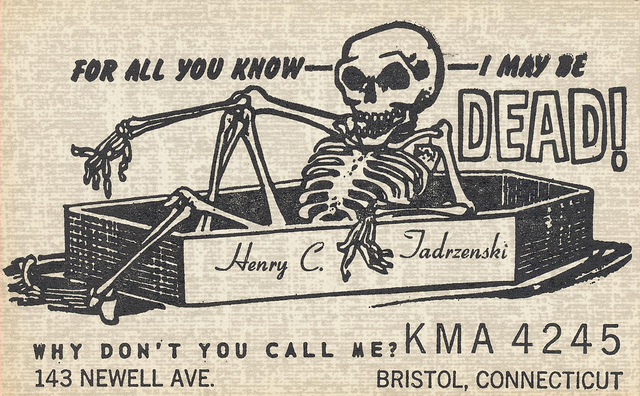 FOR ALL YOU KNOW—
—I MAY BE
DEAD!
Henry C. Jadrzenski
WHY DON'T YOU CALL ME? KMA 4245
143 NEWELL AVE. BRISTOL, CONNECTICUT